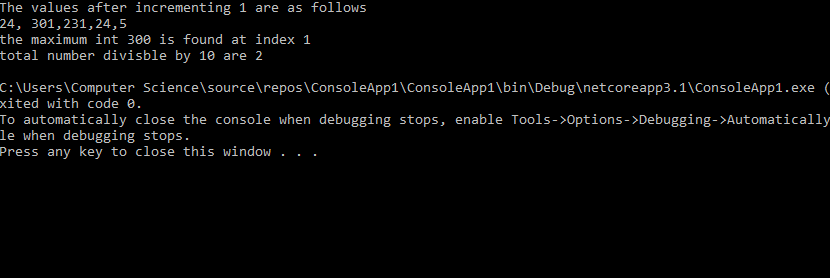 The values after incrementing 1 are as follows
24, 301,231,24,5
the maximum int 300 is found at index 1
total number divisble by 10 are 2
C:\Users\Computer Science\source\repos\ConsoleApp1\ConsoleApp1\bin\Debug\netcoreapp3.1\ConsoleApp1.exe (
xited with code 0.
To automatically close the console when debugging stops, enable Tools->Options->Debugging->Automatically
le when debugging stops.
Press any key to close this window . . .